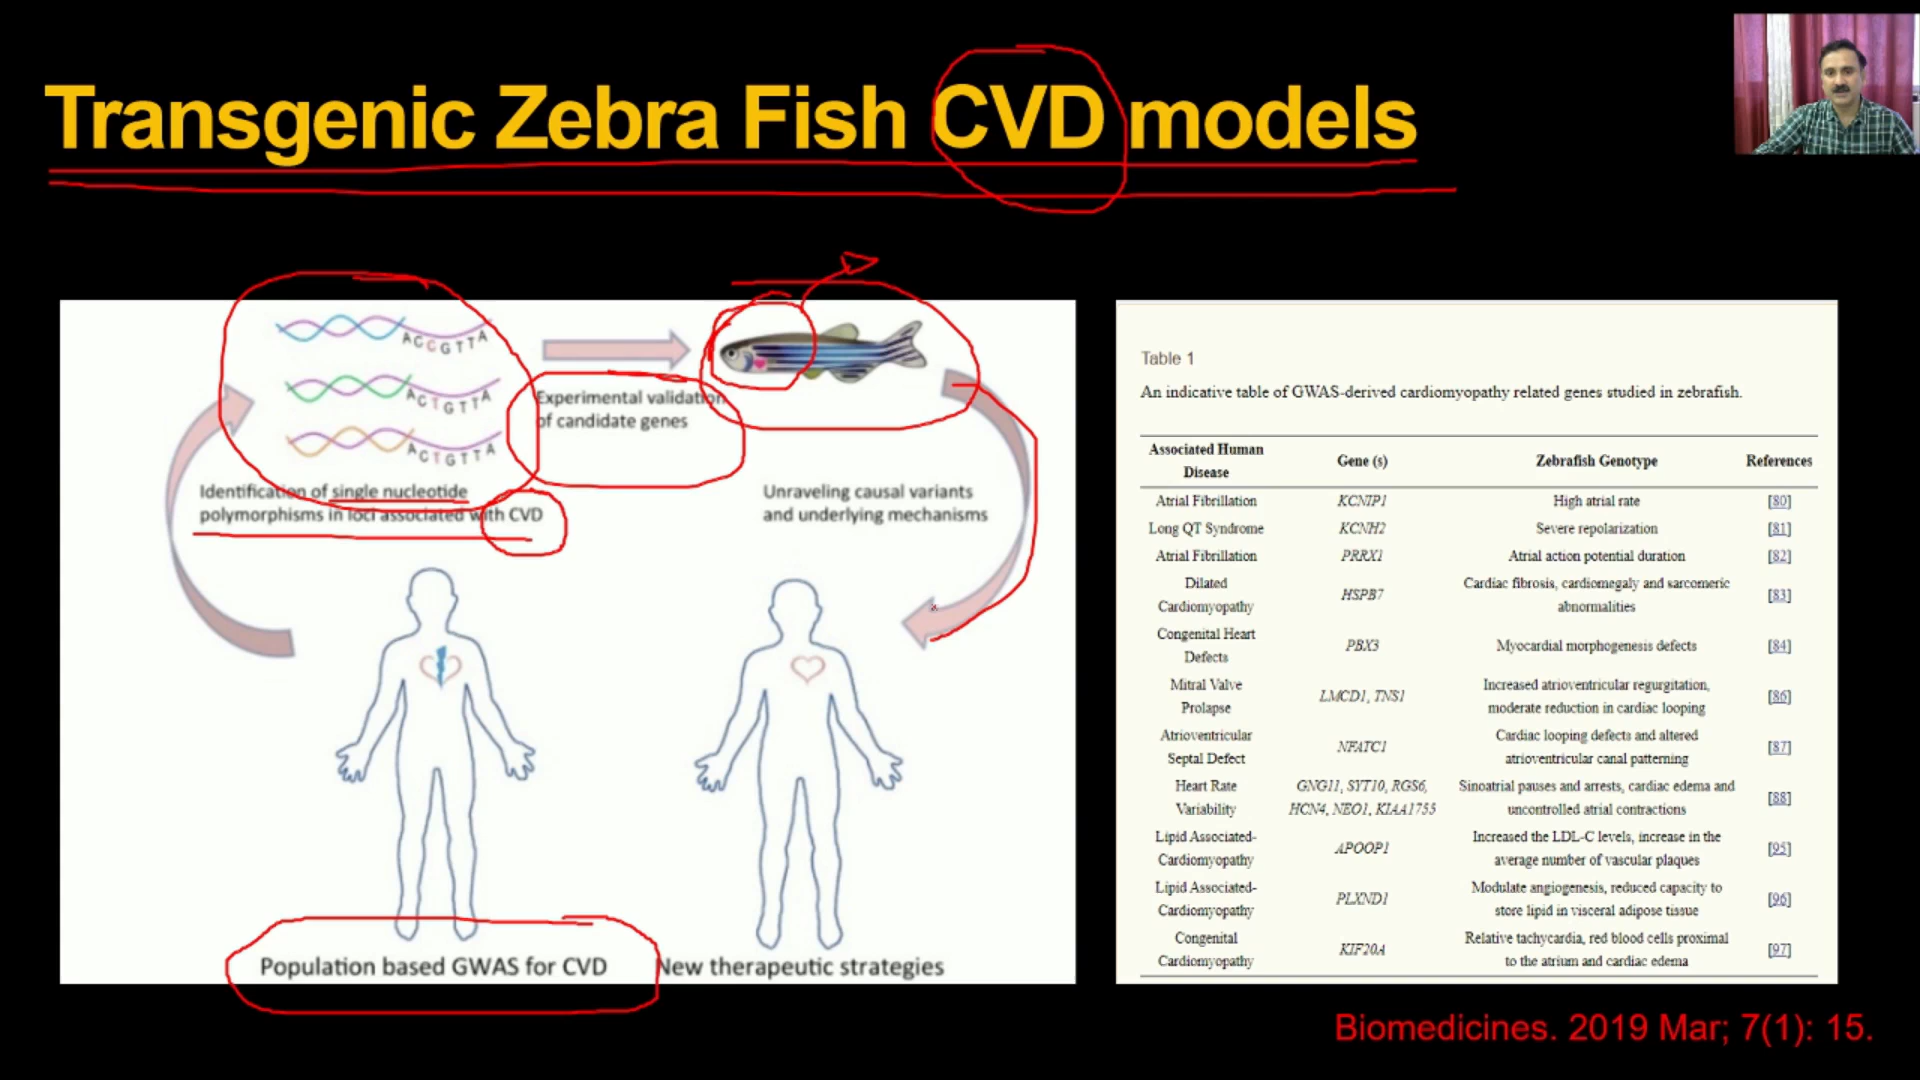 Transgenic Zebra Fish CVD models
ACCGTTA
ACTGTTA
ACTGTTA
Experimental validation
of candidate genes
Identification of single nucleotide
polymorphisms in loci associated with CVD
Unraveling causal variants
and underlying mechanisms
Population based GWAS for CVD
New therapeutic strategies
Table 1
An indicative table of GWAS-derived cardiomyopathy related genes studied in zebrafish.
Associated Human
Disease
Gene (s)
Zebrafish Genotype
References
Atrial Fibrillation KCNIP1 High atrial rate [80]
Long QT Syndrome KCNH2 Severe repolarization [81]
Atrial Fibrillation PRRX1 Atrial action potential duration [82]
Dilated
Cardiomyopathy
HSPB7
Cardiac fibrosis, cardiomegaly and sarcomeric
abnormalities
[83]
Congenital Heart
Defects
PBX3
Myocardial morphogenesis defects
[84]
Mitral Valve
Prolapse
LMCD1, TNS1
Increased atrioventricular regurgitation,
moderate reduction in cardiac looping
[86]
Atrioventricular
Septal Defect
NFATC1
Cardiac looping defects and altered
atrioventricular canal patterning
[87]
Heart Rate
Variability
GNG11, SYT10, RGS6,
HCN4, NEO1, KIAA1755
Sinoatrial pauses and arrests, cardiac edema and
uncontrolled atrial contractions
[88]
Lipid Associated-
Cardiomyopathy
APOOP1
Increased the LDL-C levels, increase in the
average number of vascular plaques
[95]
Lipid Associated-
Cardiomyopathy
PLXND1
Modulate angiogenesis, reduced capacity to
store lipid in visceral adipose tissue
[96]
Congenital
Cardiomyopathy
KIF20A
Relative tachycardia, red blood cells proximal
to the atrium and cardiac edema
[97]
Biomedicines. 2019 Mar; 7(1): 15.